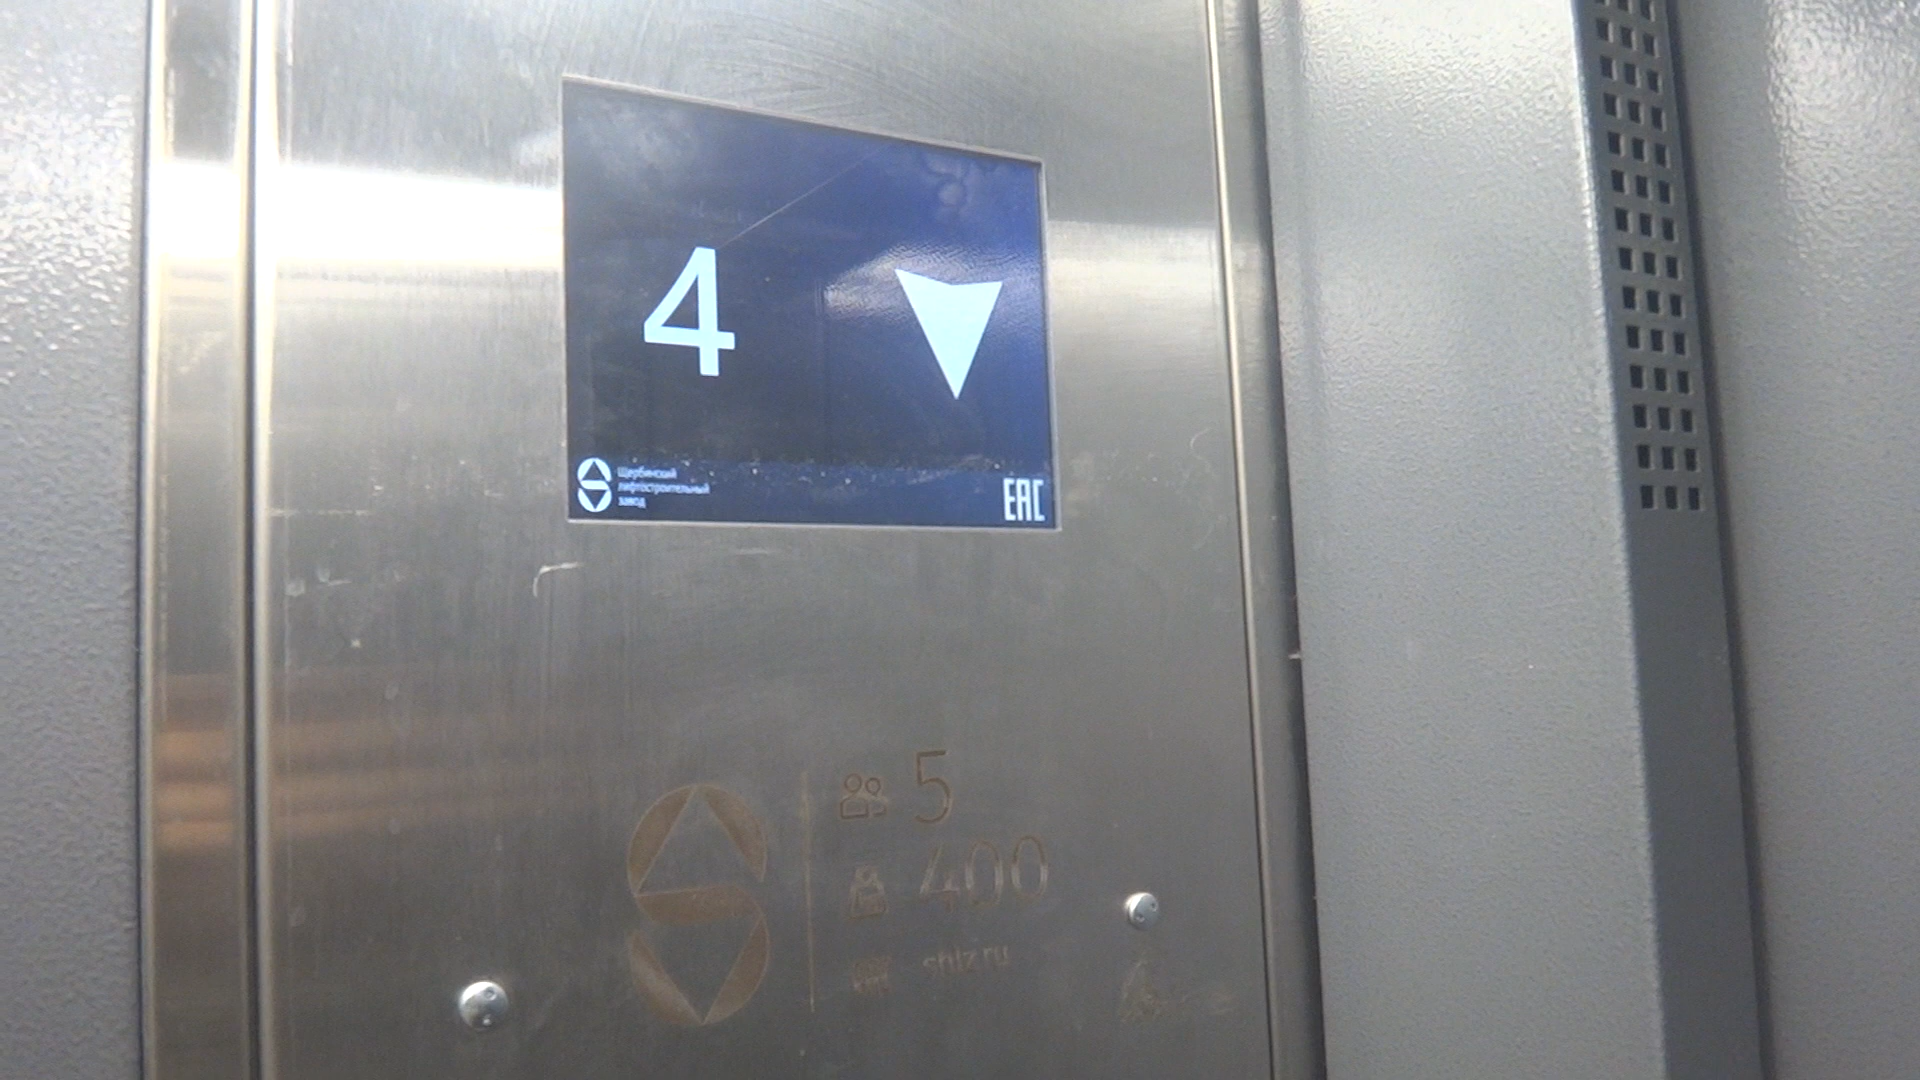 4
Щербинский
лифтостроительный
завод
EAC
5
400
shlz.ru